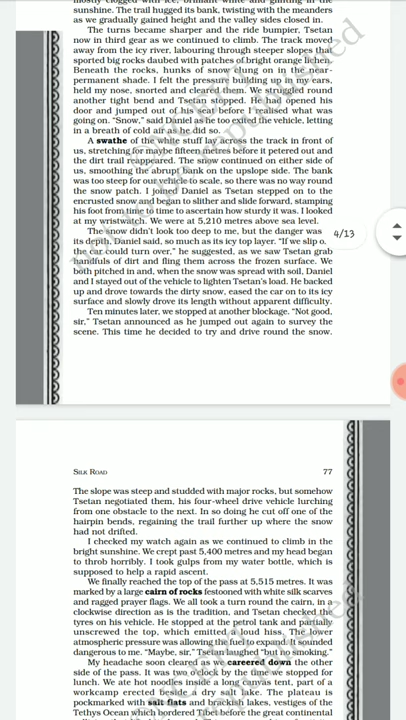 mostly clogged with ice, brilliant white and glinting in the
sunshine. The trail hugged its bank, twisting with the meanders
as we gradually gained height and the valley sides closed in.
The turns became sharper and the ride bumpier, Tsetan
now in third gear as we continued to climb. The track moved
away from the icy river, labouring through steeper slopes that
sported big rocks daubed with patches of bright orange lichen.
Beneath the rocks, hunks of snow clung on in the near-
permanent shade. I felt the pressure building up in my ears,
held my nose, snorted and cleared them. We struggled round
another tight bend and Tsetan stopped. He had opened his
door and jumped out of his seat before I realised what was
going on. “Snow,” said Daniel as he too exited the vehicle, letting
in a breath of cold air as he did so.
A swathe of the white stuff lay across the track in front of
us, stretching for maybe fifteen metres before it petered out and
the dirt trail reappeared. The snow continued on either side of
us, smoothing the abrupt bank on the upslope side. The bank
was too steep for our vehicle to scale, so there was no way round
the snow patch. I joined Daniel as Tsetan stepped on to the
encrusted snow and began to slither and slide forward, stamping
his foot from time to time to ascertain how sturdy it was. I looked
at my wristwatch. We were at 5,210 metres above sea level.
The snow didn’t look too deep to me, but the danger was
its depth, Daniel said, so much as its icy top layer. “If we slip o.
the car could turn over,” he suggested, as we saw Tsetan grab
handfuls of dirt and fling them across the frozen surface. We
both pitched in and, when the snow was spread with soil, Daniel
and I stayed out of the vehicle to lighten Tsetan’s load. He backed
up and drove towards the dirty snow, eased the car on to its icy
surface and slowly drove its length without apparent difficulty.
Ten minutes later, we stopped at another blockage. “Not good,
sir,” Tsetan announced as he jumped out again to survey the
scene. This time he decided to try and drive round the snow.
4/13
SILK ROAD 77
The slope was steep and studded with major rocks, but somehow
Tsetan negotiated them, his four-wheel drive vehicle lurching
from one obstacle to the next. In so doing he cut off one of the
hairpin bends, regaining the trail further up where the snow
had not drifted.
I checked my watch again as we continued to climb in the
bright sunshine. We crept past 5,400 metres and my head began
to throb horribly. I took gulps from my water bottle, which is
supposed to help a rapid ascent.
We finally reached the top of the pass at 5,515 metres. It was
marked by a large cairn of rocks festooned with white silk scarves
and ragged prayer flags. We all took a turn round the cairn, in a
clockwise direction as is the tradition, and Tsetan checked the
tyres on his vehicle. He stopped at the petrol tank and partially
unscrewed the top, which emitted a loud hiss. The lower
atmospheric pressure was allowing the fuel to expand. It sounded
dangerous to me. “Maybe, sir,” Tsetan laughed “but no smoking.”
My headache soon cleared as we careered down the other
side of the pass. It was two o’clock by the time we stopped for
lunch. We ate hot noodles inside a long canvas tent, part of a
workcamp erected beside a dry salt lake. The plateau is
pockmarked with salt flats and brackish lakes, vestiges of the
Tethys Ocean which bordered Tibet before the great continental